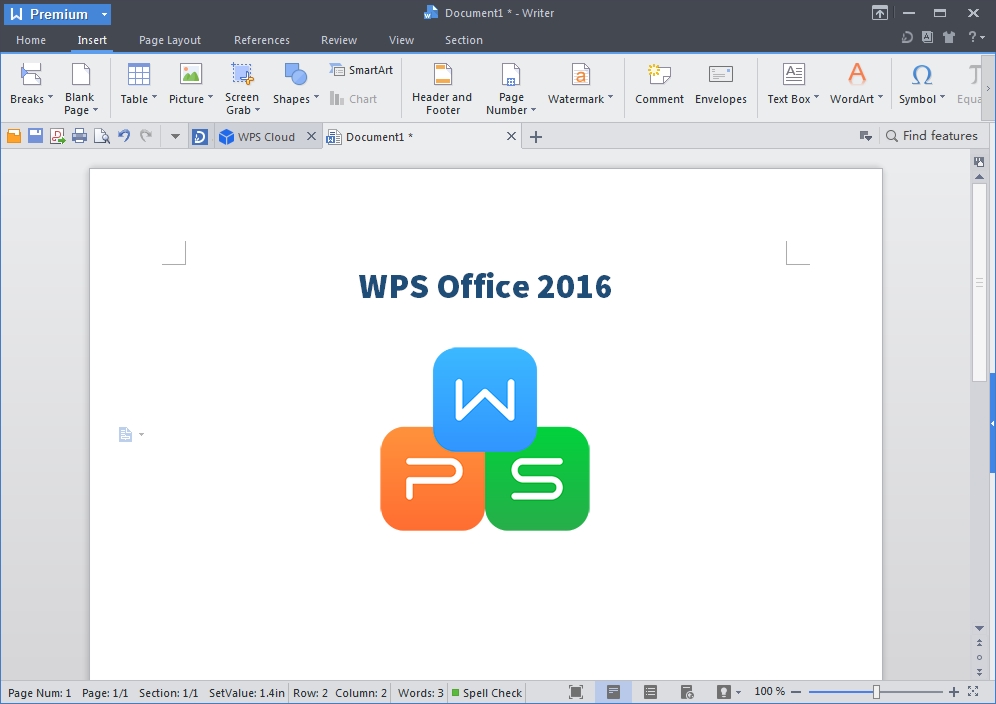 Premium
Document1 * - Writer
Home Insert Page Layout References Review View Section
Breaks
Blank Page
Table
Picture
Screen Grab
Shapes
SmartArt
Chart
Header and Footer
Page Number
Watermark
Comment
Envelopes
Text Box
WordArt
Symbol
Equa
WPS Cloud
Document1 *
Find features
WPS Office 2016
W
P S
Page Num: 1 Page: 1/1 Section: 1/1 SetValue: 1.4in Row: 2 Column: 2 Words: 3 Spell Check 100 %